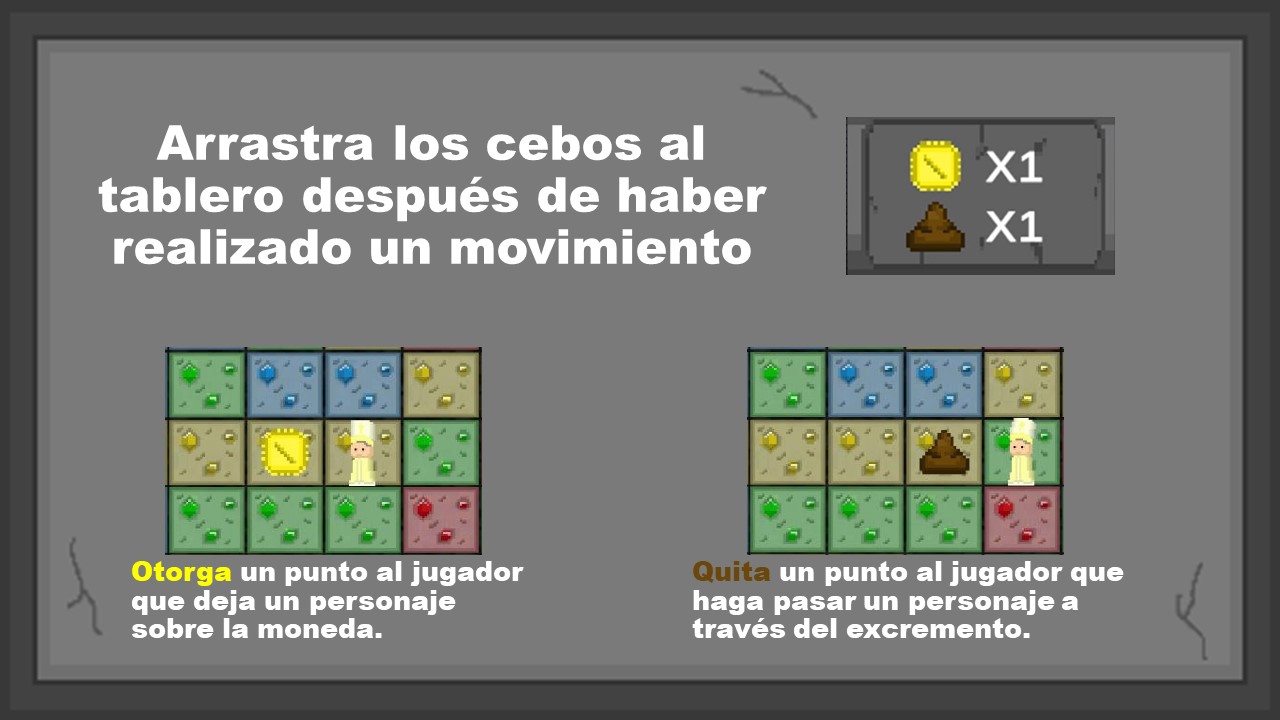 Arrastra los cebos al
tablero después de haber
realizado un movimiento
X1
X1
Otorga un punto al jugador
que deja un personaje
sobre la moneda.
Quita un punto al jugador que
haga pasar un personaje a
través del excremento.